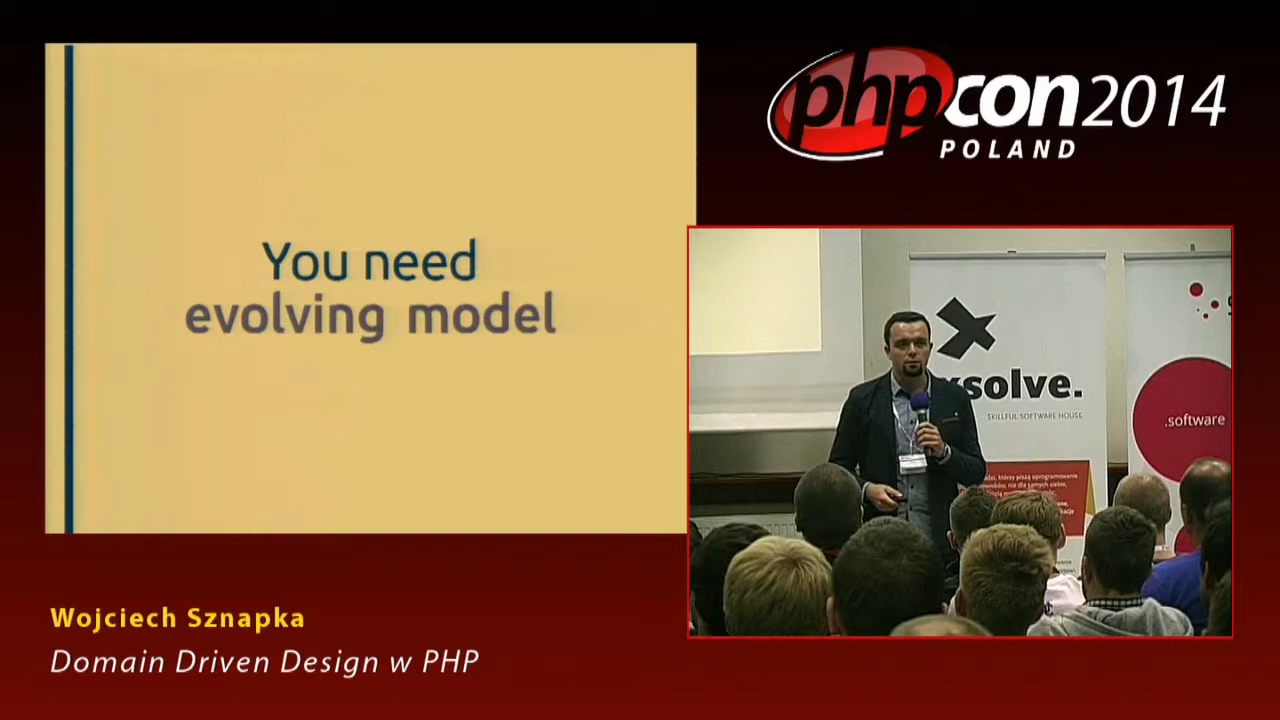 You need
evolving model
phpcon2014
POLAND
xsolve.
SKILLFUL SOFTWARE HOUSE
.software
Wojciech Sznapka
Domain Driven Design w PHP